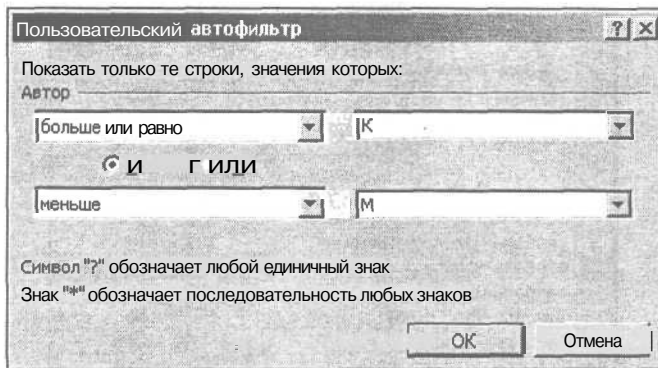 Пользовательский автофильтр
Показать только те строки, значения которых:
Автор
больше или равно К
и или
меньше М
Символ "?" обозначает любой единичный знак
Знак "*" обозначает последовательность любых знаков
ОК Отмена